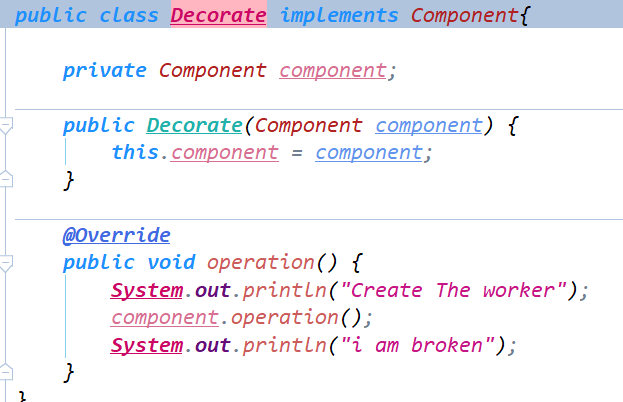 public class Decorate implements Component{
private Component component;
public Decorate(Component component) {
this.component = component;
}
@Override
public void operation() {
System.out.println("Create The worker");
component.operation();
System.out.println("i am broken");
}
}